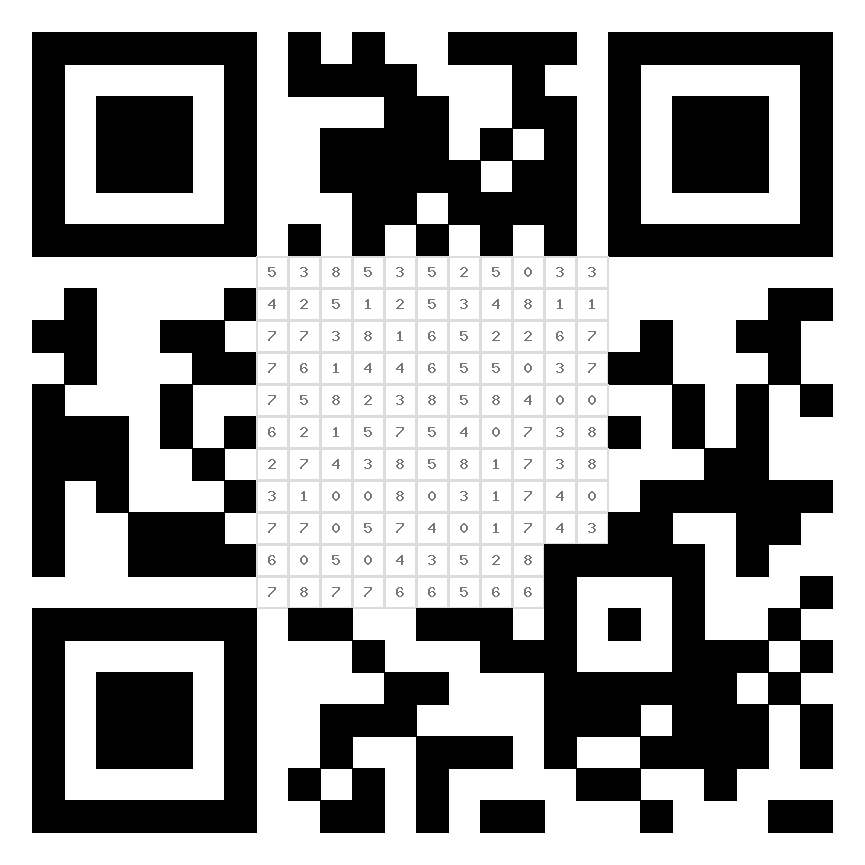 5 3 8 5 3 5 2 5 0 3 3
4 2 5 1 2 5 3 4 8 1 1
7 7 3 8 1 6 5 2 2 6 7
7 6 1 4 4 6 5 5 0 3 7
7 5 8 2 3 8 5 8 4 0 0
6 2 1 5 7 5 4 0 7 3 8
2 7 4 3 8 5 8 1 7 3 8
3 1 0 0 8 0 3 1 7 4 0
7 7 0 5 7 4 0 1 7 4 3
6 0 5 0 4 3 5 2 8
7 8 7 7 6 6 5 6 6